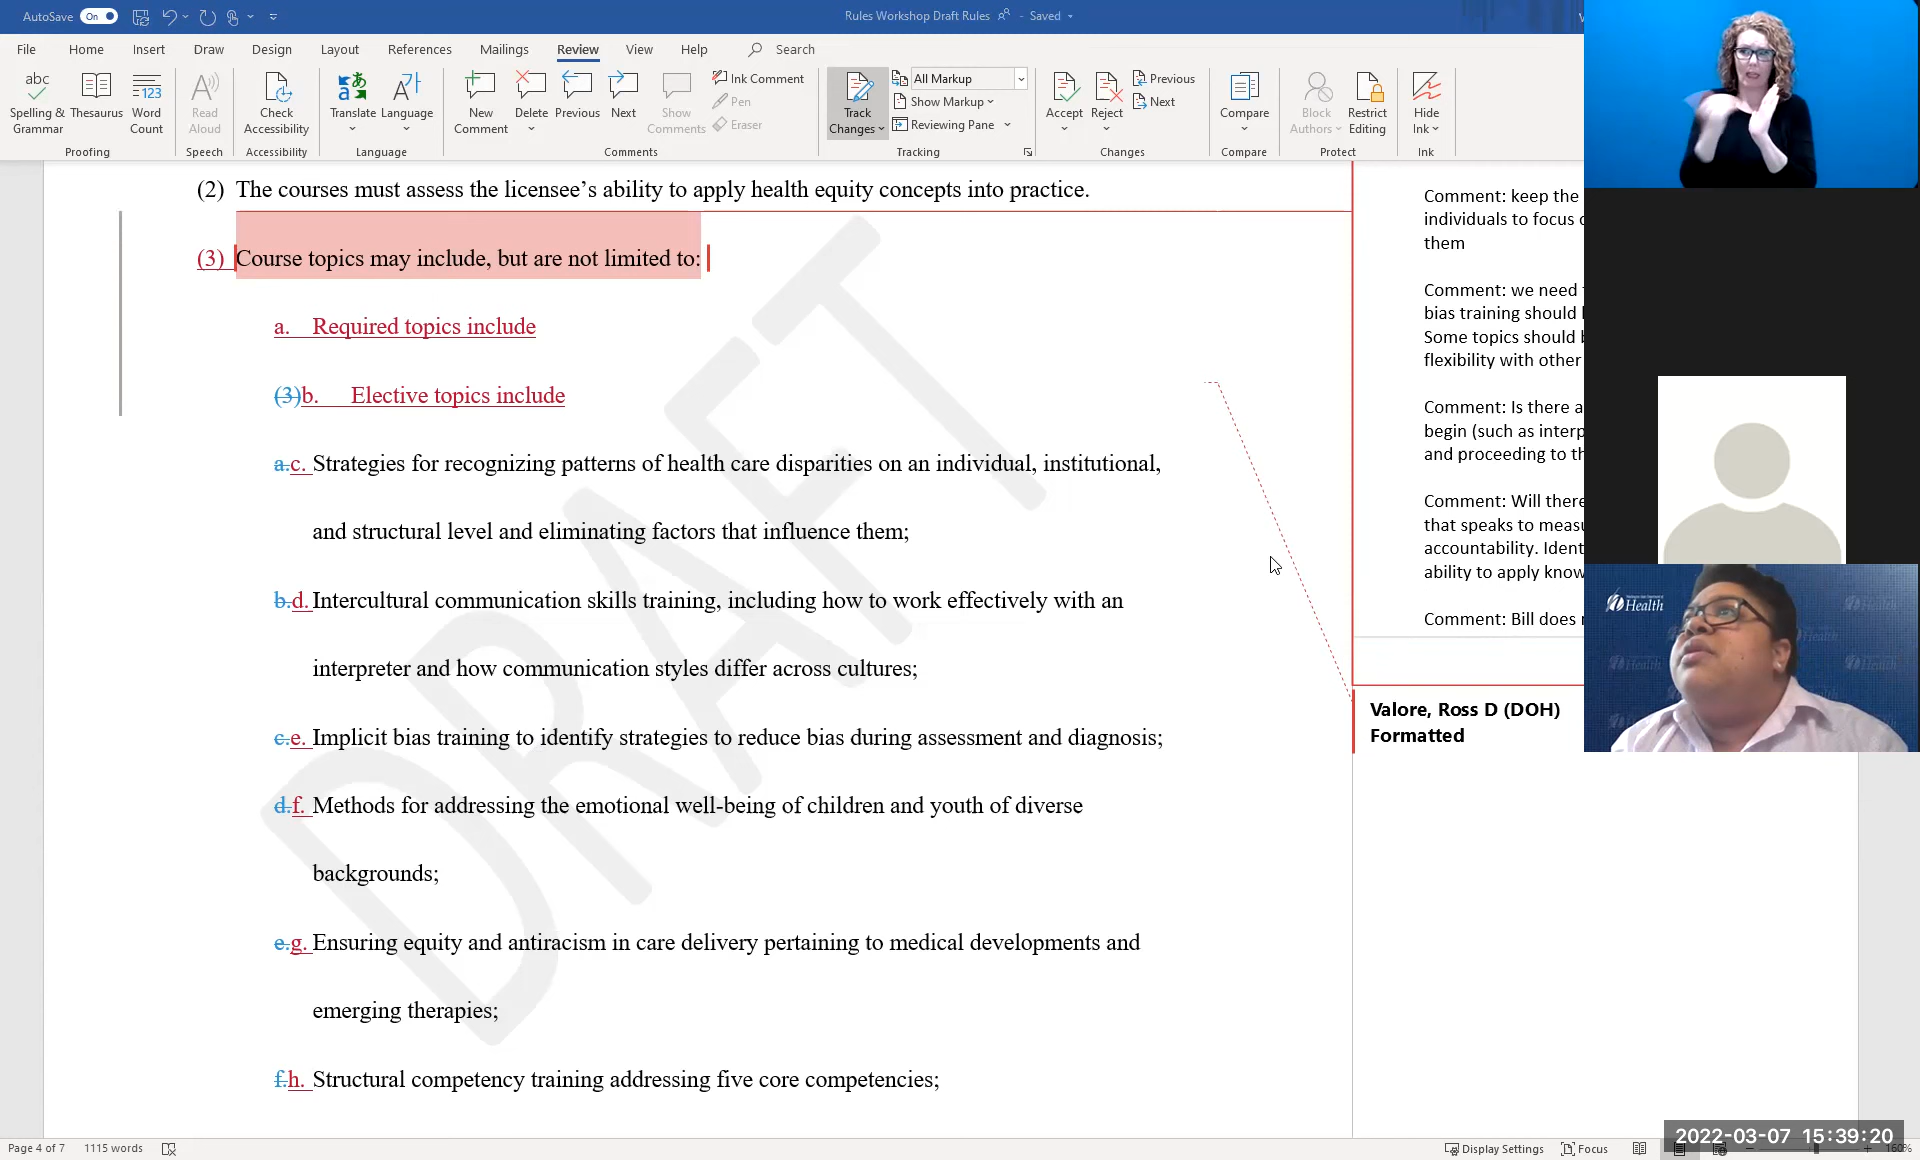 AutoSave On Rules Workshop Draft Rules - Saved
File Home Insert Draw Design Layout References Mailings Review View Help Search
abc Spelling & Grammar
Thesaurus
123 Word Count
Proofing
Read Aloud
Speech
Check Accessibility
Accessibility
Translate
Language
Language
New Comment
Delete
Previous
Next
Show Comments
Ink Comment
Pen
Eraser
Comments
Track Changes
All Markup
Show Markup
Reviewing Pane
Tracking
Accept
Reject
Previous
Next
Changes
Compare
Compare
Block Authors
Restrict Editing
Protect
Hide Ink
Ink
(2) The courses must assess the licensee’s ability to apply health equity concepts into practice.
(3) Course topics may include, but are not limited to:
a. Required topics include
(3)b. Elective topics include
a.c. Strategies for recognizing patterns of health care disparities on an individual, institutional,
and structural level and eliminating factors that influence them;
b.d. Intercultural communication skills training, including how to work effectively with an
interpreter and how communication styles differ across cultures;
c.e. Implicit bias training to identify strategies to reduce bias during assessment and diagnosis;
d.f. Methods for addressing the emotional well-being of children and youth of diverse
backgrounds;
e.g. Ensuring equity and antiracism in care delivery pertaining to medical developments and
emerging therapies;
f.h. Structural competency training addressing five core competencies;
DRAFT
Comment: keep the
individuals to focus
them
Comment: we need
bias training should
Some topics should
flexibility with other
Comment: Is there a
begin (such as interp
and proceeding to th
Comment: Will there
that speaks to measu
accountability. Ident
ability to apply know
Comment: Bill does
Valore, Ross D (DOH)
Formatted
Health
Health
Health
Health
Page 4 of 7 1115 words
Display Settings Focus
2022-03-07 15:39:20
160%